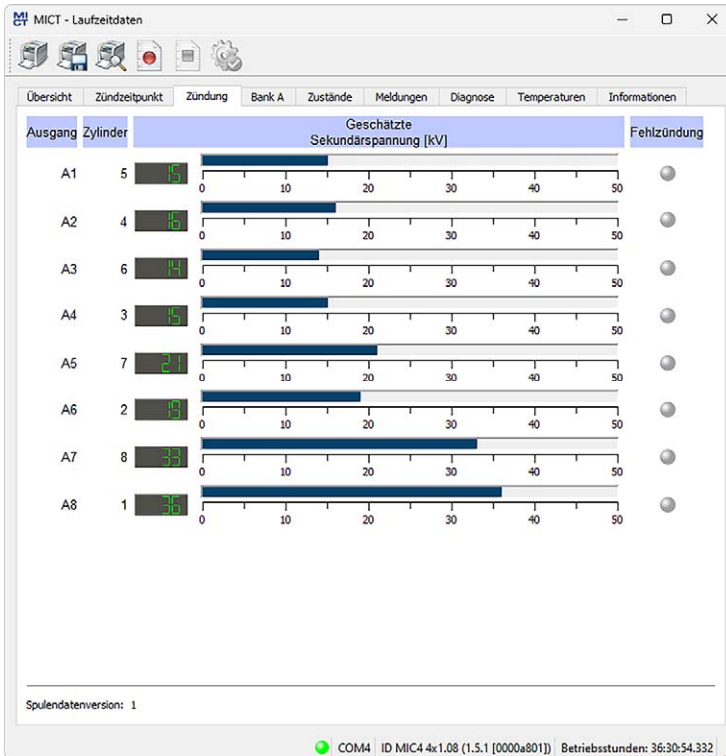 MICT - Laufzeitdaten
Übersicht Zündzeitpunkt Zündung Bank A Zustände Meldungen Diagnose Temperaturen Informationen
Ausgang Zylinder Geschätzte Sekundärspannung [kV] Fehlzündung
A1 5 15
0 10 20 30 40 50
A2 4 16
0 10 20 30 40 50
A3 6 14
0 10 20 30 40 50
A4 3 15
0 10 20 30 40 50
A5 7 21
0 10 20 30 40 50
A6 2 19
0 10 20 30 40 50
A7 8 33
0 10 20 30 40 50
A8 1 36
0 10 20 30 40 50
Spulendatenversion: 1
COM4 ID MIC4 4x1.08 (1.5.1 [0000a801]) Betriebsstunden: 36:30:54.332